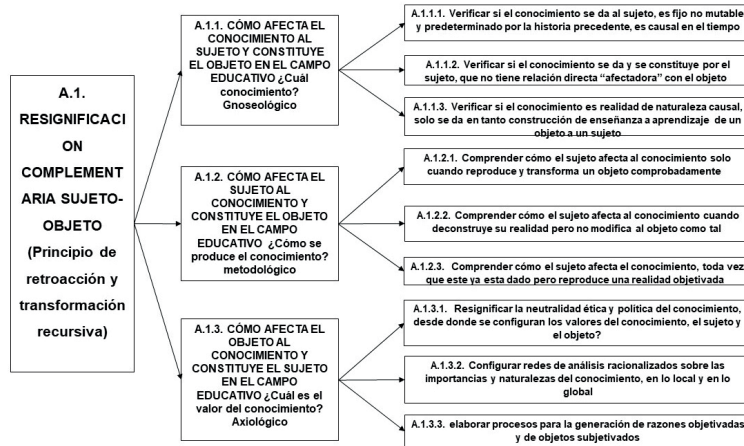 A.1.
RESIGNIFICACI
ON
COMPLEMENT
ARIA SUJETO-
OBJETO
(Principio de
retroacción y
transformación
recursiva)
A.1.1. CÓMO AFECTA EL
CONOCIMIENTO AL
SUJETO Y CONSTITUYE
EL OBJETO EN EL CAMPO
EDUCATIVO ¿Cuál
conocimiento?
Gnoseológico
A.1.1.1. Verificar si el conocimiento se da al sujeto, es fijo no mutable
y predeterminado por la historia precedente, es causal en el tiempo
A.1.1.2. Verificar si el conocimiento se da y se constituye por el
sujeto, que no tiene relación directa “afectadora” con el objeto
A.1.1.3. Verificar si el conocimiento es realidad de naturaleza causal,
solo se da en tanto construcción de enseñanza a aprendizaje de un
objeto a un sujeto
A.1.2. CÓMO AFECTA EL
SUJETO AL
CONOCIMIENTO Y
CONSTITUYE EL OBJETO
EN EL CAMPO
EDUCATIVO ¿Cómo se
produce el conocimiento?
metodológico
A.1.2.1. Comprender cómo el sujeto afecta al conocimiento solo
cuando reproduce y transforma un objeto comprobadamente
A.1.2.2. Comprender cómo el sujeto afecta al conocimiento cuando
deconstruye su realidad pero no modifica al objeto como tal
A.1.2.3. Comprender cómo el sujeto afecta el conocimiento, toda vez
que este ya esta dado pero reproduce una realidad objetivada
A.1.3. CÓMO AFECTA EL
OBJETO AL
CONOCIMIENTO Y
CONSTITUYE EL SUJETO
EN EL CAMPO
EDUCATIVO ¿Cuál es el
valor del conocimiento?
Axiológico
A.1.3.1. Resignificar la neutralidad ética y política del conocimiento,
desde donde se configuran los valores del conocimiento, el sujeto y
el objeto?
A.1.3.2. Configurar redes de análisis racionalizados sobre las
importancias y naturalezas del conocimiento, en lo local y en lo
global
A.1.3.3. elaborar procesos para la generación de razones objetivadas
y de objetos subjetivados